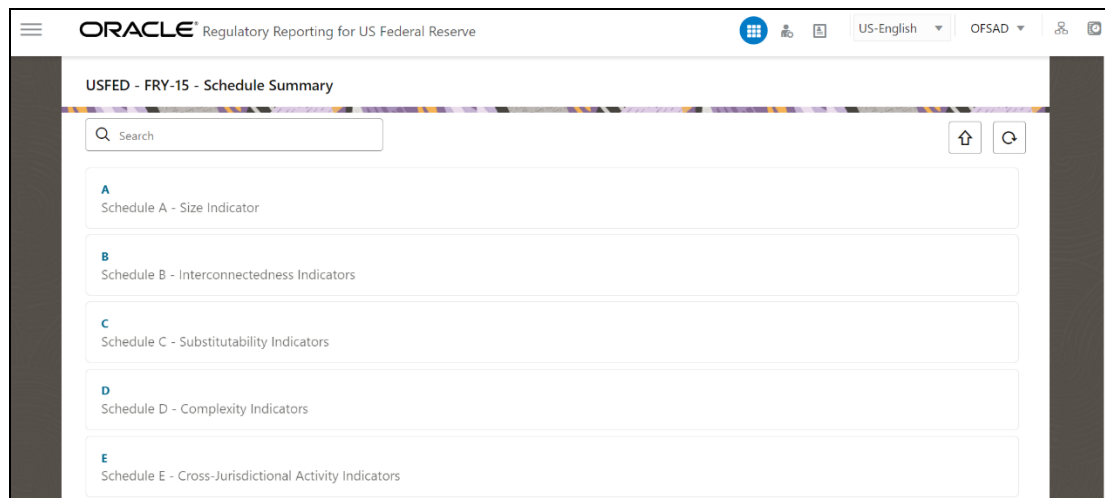 ORACLE® Regulatory Reporting for US Federal Reserve
US-English
OFSAD
USFED - FRY-15 - Schedule Summary
Search
A
Schedule A - Size Indicator
B
Schedule B - Interconnectedness Indicators
C
Schedule C - Substitutability Indicators
D
Schedule D - Complexity Indicators
E
Schedule E - Cross-Jurisdictional Activity Indicators